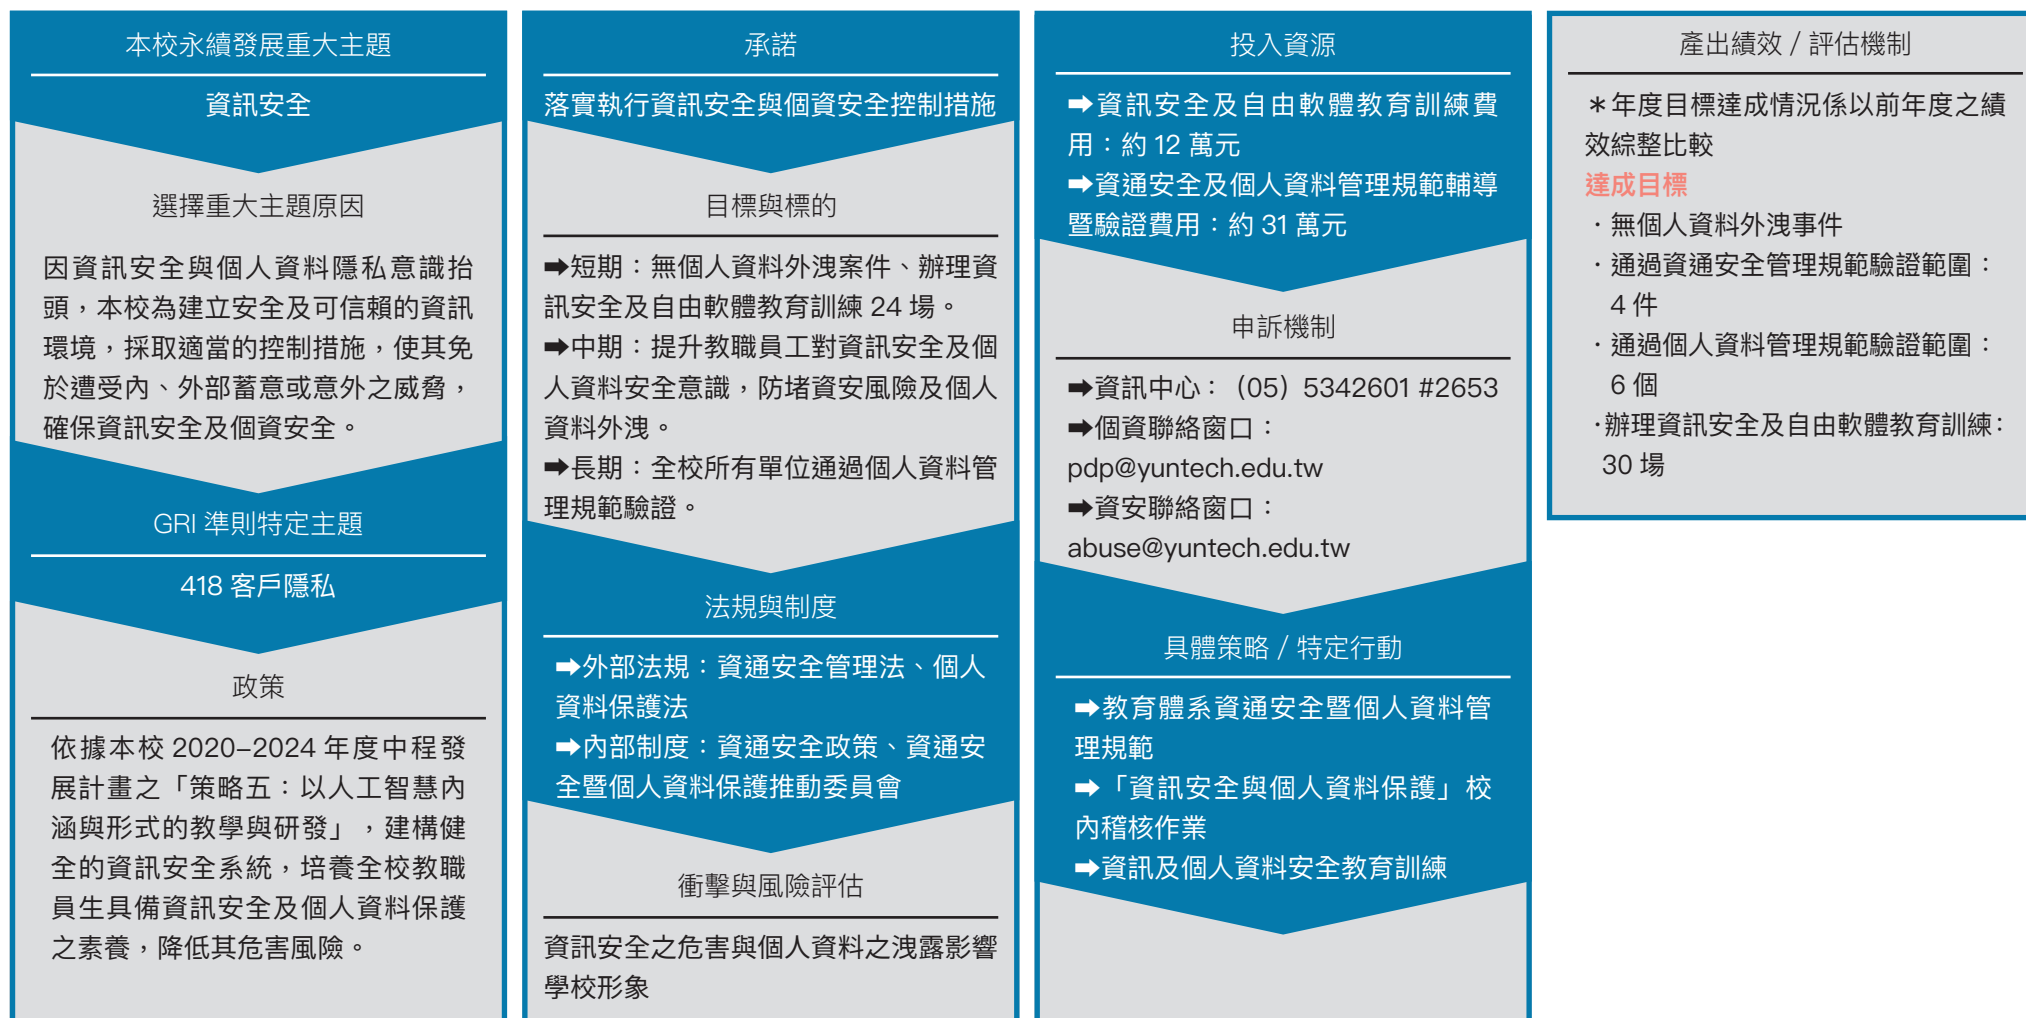 本校永續發展重大主題
資訊安全
選擇重大主題原因
因資訊安全與個人資料隱私意識抬
頭，本校為建立安全及可信賴的資訊
環境，採取適當的控制措施，使其免
於遭受內、外部蓄意或意外之威脅，
確保資訊安全及個資安全。
GRI 準則特定主題
418 客戶隱私
政策
依據本校 2020–2024 年度中程發
展計畫之「策略五：以人工智慧內
涵與形式的教學與研發」，建構健
全的資訊安全系統，培養全校教職
員生具備資訊安全及個人資料保護
之素養，降低其危害風險。
承諾
落實執行資訊安全與個資安全控制措施
目標與標的
➡短期：無個人資料外洩案件、辦理資
訊安全及自由軟體教育訓練 24 場。
➡中期：提升教職員工對資訊安全及個
人資料安全意識，防堵資安風險及個人
資料外洩。
➡長期：全校所有單位通過個人資料管
理規範驗證。
法規與制度
➡外部法規：資通安全管理法、個人
資料保護法
➡內部制度：資通安全政策、資通安
全暨個人資料保護推動委員會
衝擊與風險評估
資訊安全之危害與個人資料之洩露影響
學校形象
投入資源
➡資訊安全及自由軟體教育訓練費
用：約 12 萬元
➡資通安全及個人資料管理規範輔導
暨驗證費用：約 31 萬元
申訴機制
➡資訊中心：（05）5342601 #2653
➡個資聯絡窗口：
pdp@yuntech.edu.tw
➡資安聯絡窗口：
abuse@yuntech.edu.tw
具體策略 / 特定行動
➡教育體系資通安全暨個人資料管
理規範
➡「資訊安全與個人資料保護」校
內稽核作業
➡資訊及個人資料安全教育訓練
產出績效 / 評估機制
＊年度目標達成情況係以前年度之績
效綜整比較
達成目標
．無個人資料外洩事件
．通過資通安全管理規範驗證範圍：
4 件
．通過個人資料管理規範驗證範圍：
6 個
．辦理資訊安全及自由軟體教育訓練：
30 場